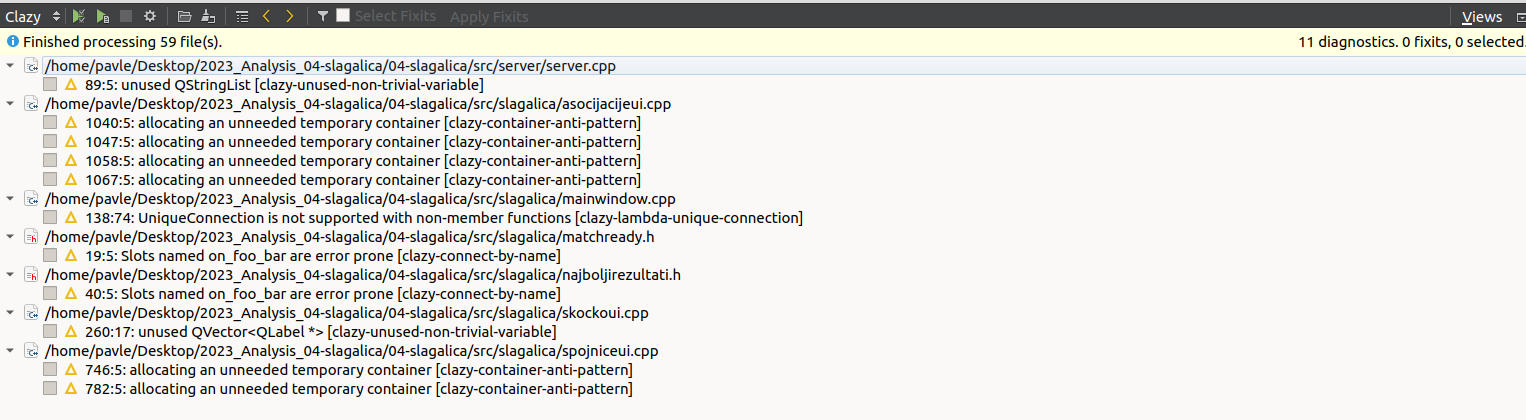 Clazy Select Fixits Apply Fixits Views
Finished processing 59 file(s). 11 diagnostics. 0 fixits, 0 selected.
/home/pavle/Desktop/2023_Analysis_04-slagalica/04-slagalica/src/server/server.cpp
89:5: unused QStringList [clazy-unused-non-trivial-variable]
/home/pavle/Desktop/2023_Analysis_04-slagalica/04-slagalica/src/slagalica/asocijacijeui.cpp
1040:5: allocating an unneeded temporary container [clazy-container-anti-pattern]
1047:5: allocating an unneeded temporary container [clazy-container-anti-pattern]
1058:5: allocating an unneeded temporary container [clazy-container-anti-pattern]
1067:5: allocating an unneeded temporary container [clazy-container-anti-pattern]
/home/pavle/Desktop/2023_Analysis_04-slagalica/04-slagalica/src/slagalica/mainwindow.cpp
138:74: UniqueConnection is not supported with non-member functions [clazy-lambda-unique-connection]
/home/pavle/Desktop/2023_Analysis_04-slagalica/04-slagalica/src/slagalica/matchready.h
19:5: Slots named on_foo_bar are error prone [clazy-connect-by-name]
/home/pavle/Desktop/2023_Analysis_04-slagalica/04-slagalica/src/slagalica/najboljirezultati.h
40:5: Slots named on_foo_bar are error prone [clazy-connect-by-name]
/home/pavle/Desktop/2023_Analysis_04-slagalica/04-slagalica/src/slagalica/skockoui.cpp
260:17: unused QVector<QLabel *> [clazy-unused-non-trivial-variable]
/home/pavle/Desktop/2023_Analysis_04-slagalica/04-slagalica/src/slagalica/spojniceui.cpp
746:5: allocating an unneeded temporary container [clazy-container-anti-pattern]
782:5: allocating an unneeded temporary container [clazy-container-anti-pattern]